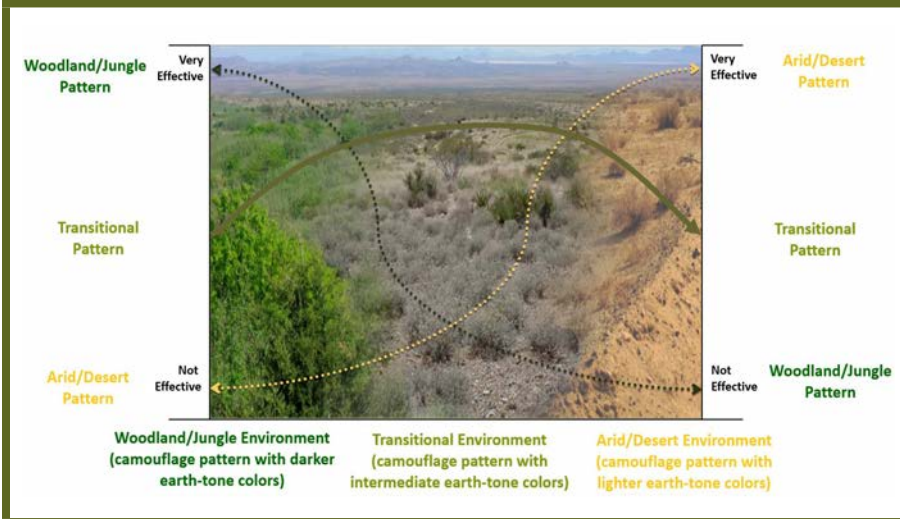 Woodland/Jungle
Pattern
Very
Effective
Very
Effective
Arid/Desert
Pattern
Transitional
Pattern
Transitional
Pattern
Arid/Desert
Pattern
Not
Effective
Not
Effective
Woodland/Jungle
Pattern
Woodland/Jungle Environment
(camouflage pattern with darker
earth-tone colors)
Transitional Environment
(camouflage pattern with
intermediate earth-tone colors)
Arid/Desert Environment
(camouflage pattern with
lighter earth-tone colors)